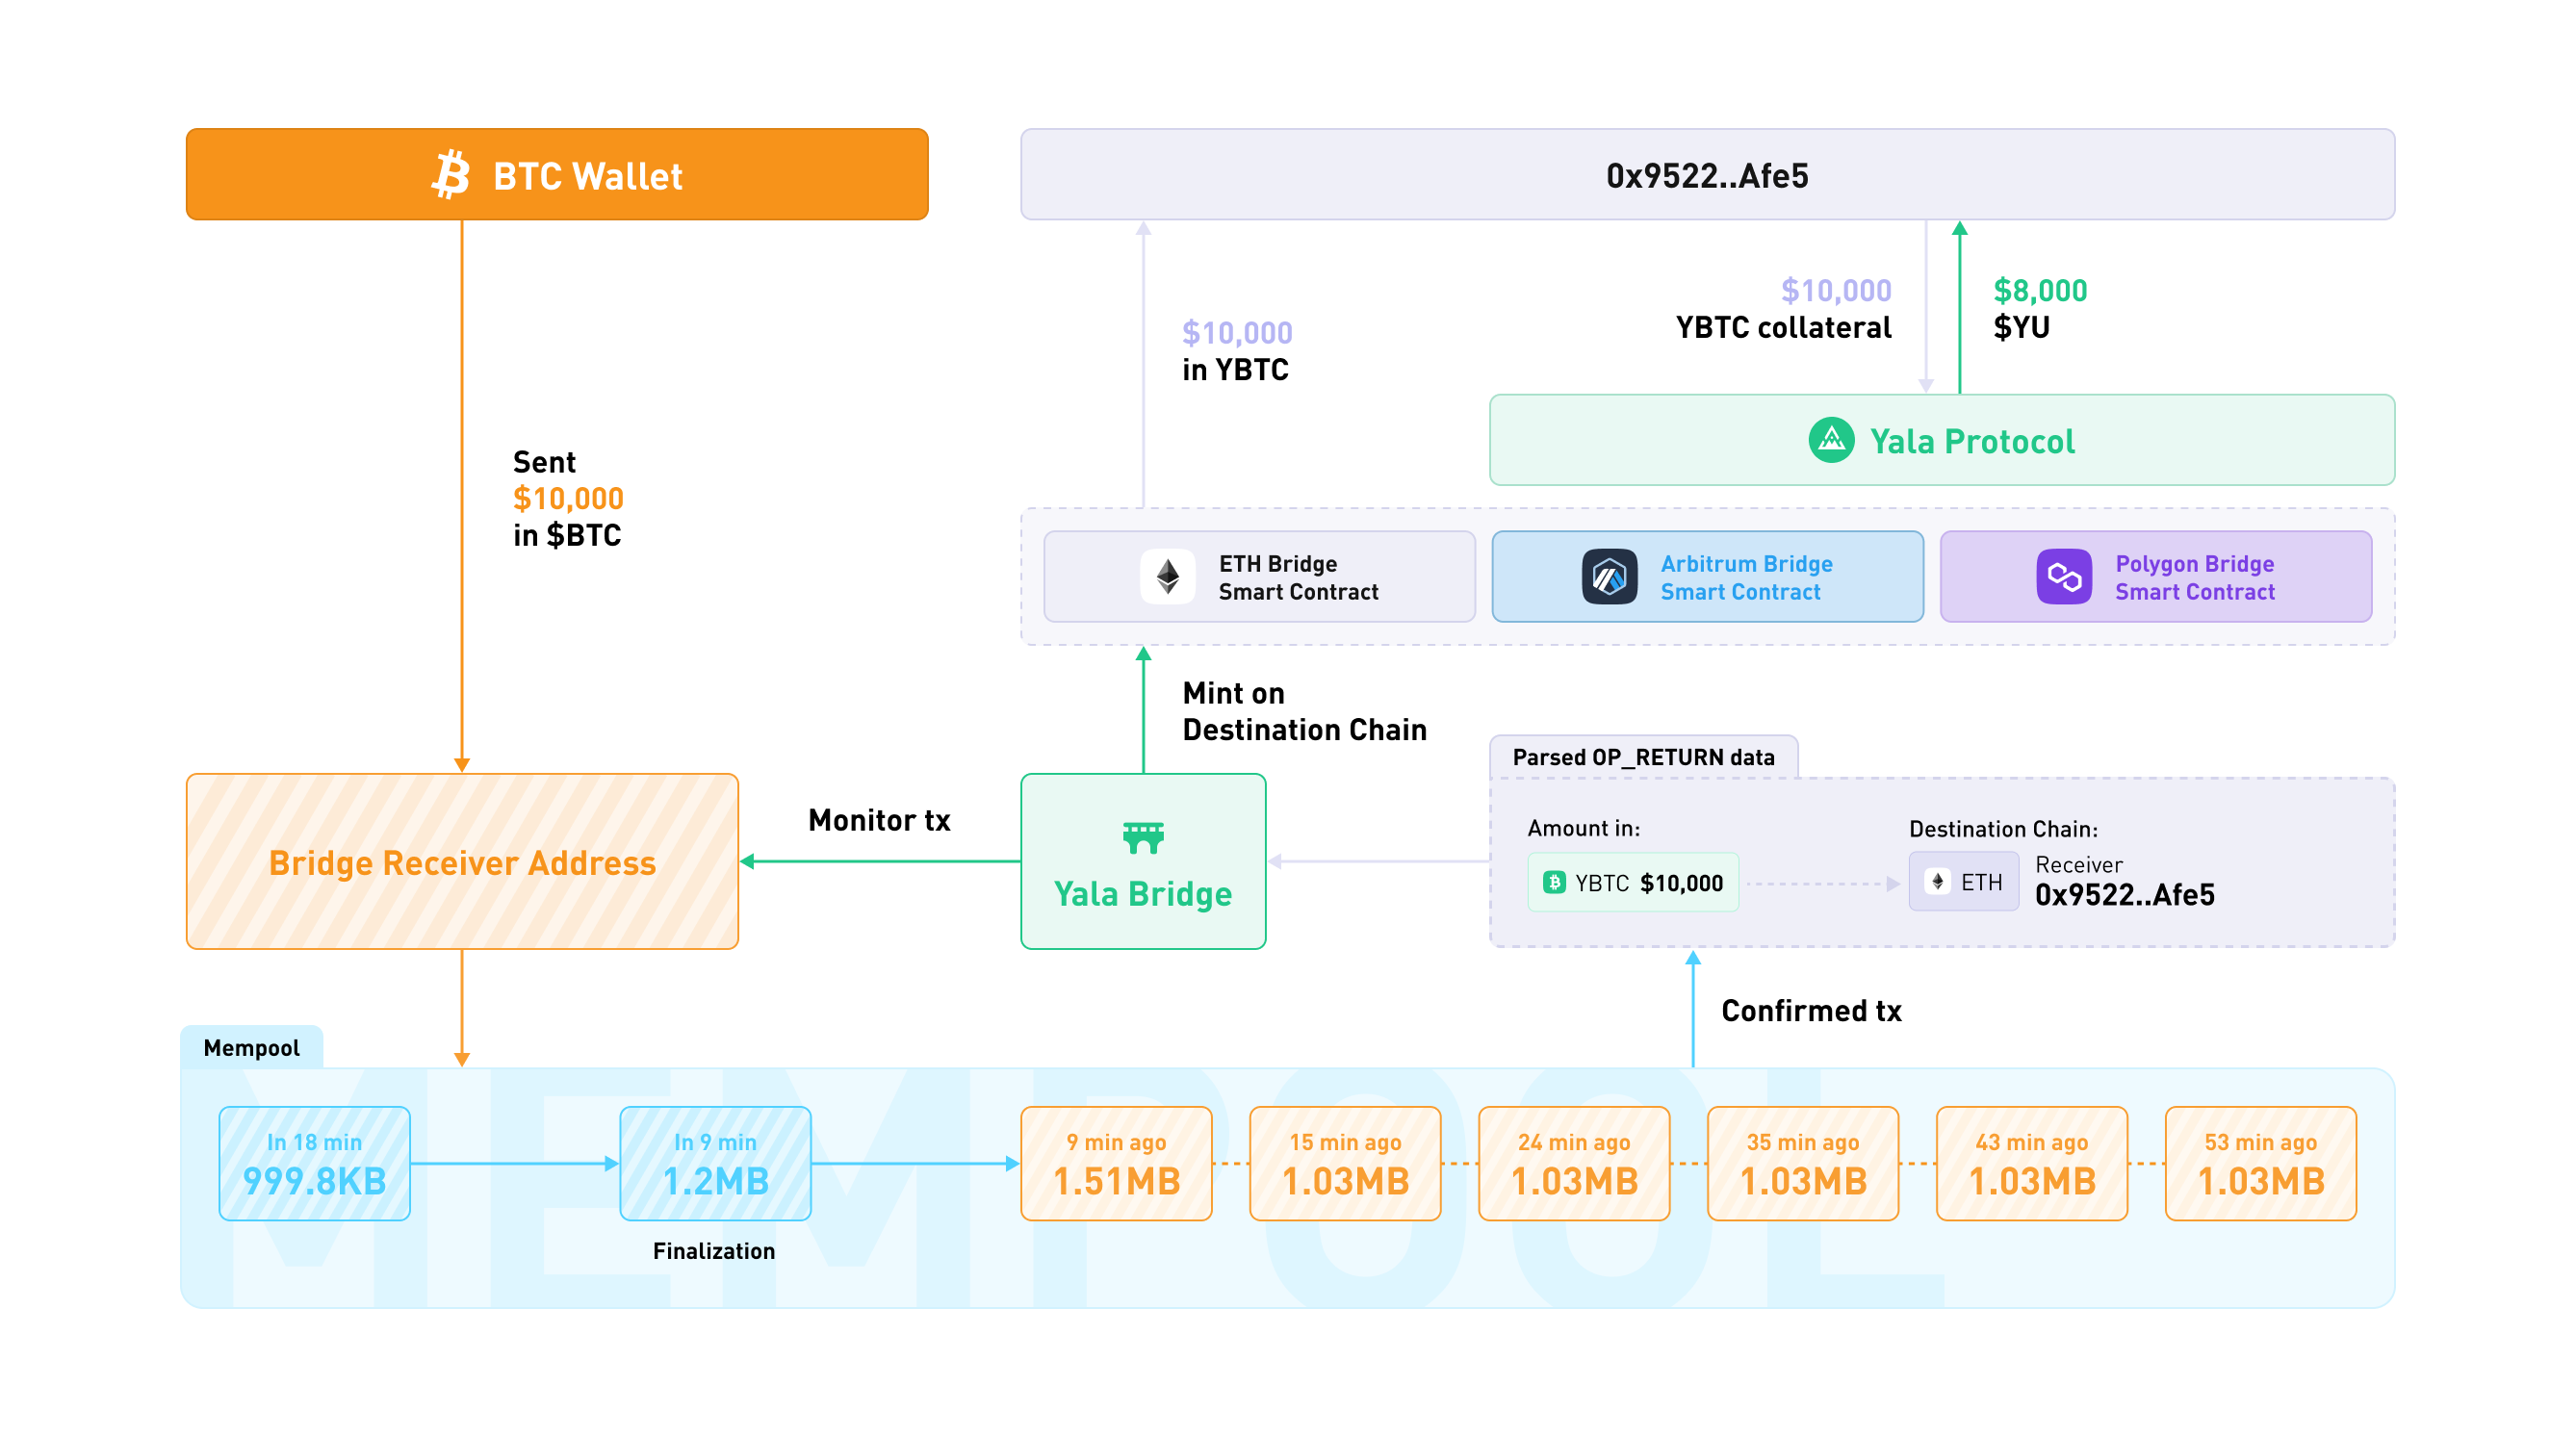 BTC Wallet
0x9522..Afe5
$10,000
in YBTC
$10,000
YBTC collateral
$8,000
$YU
Yala Protocol
Sent
$10,000
in $BTC
ETH Bridge
Smart Contract
Arbitrum Bridge
Smart Contract
Polygon Bridge
Smart Contract
Mint on
Destination Chain
Bridge Receiver Address
Monitor tx
Yala Bridge
Parsed OP_RETURN data
Amount in:
YBTC $10,000
Destination Chain:
ETH
Receiver
0x9522..Afe5
Confirmed tx
Mempool
MEMPOOL
In 18 min
999.8KB
In 9 min
1.2MB
Finalization
9 min ago
1.51MB
15 min ago
1.03MB
24 min ago
1.03MB
35 min ago
1.03MB
43 min ago
1.03MB
53 min ago
1.03MB